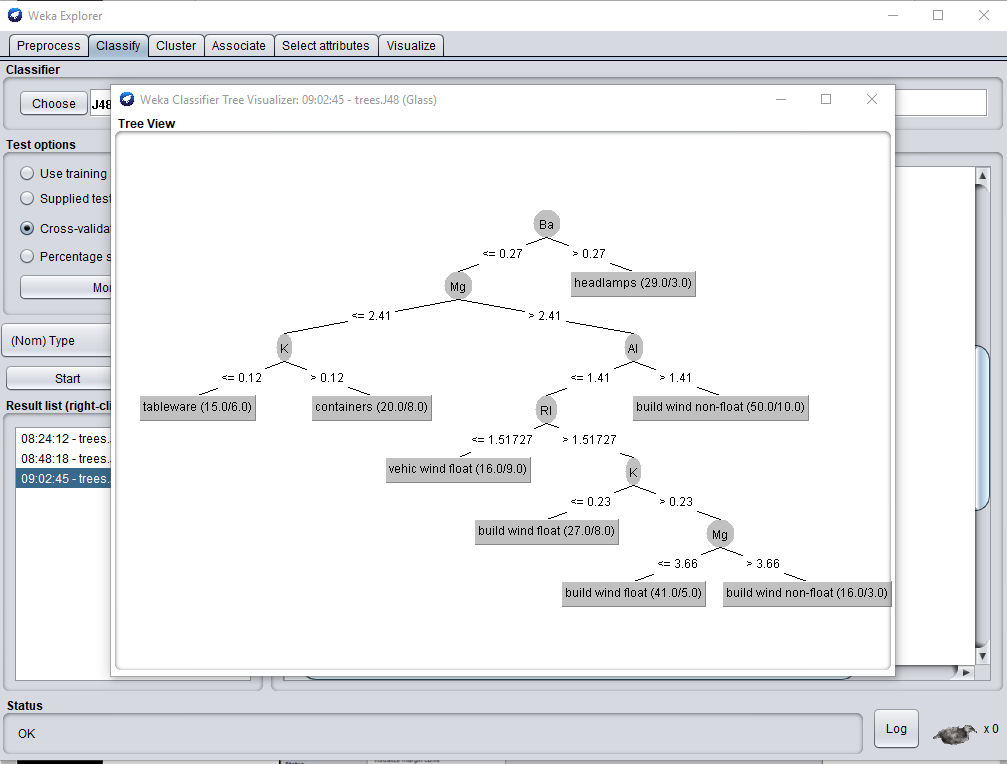 Weka Explorer
Preprocess Classify Cluster Associate Select attributes Visualize
Classifier
Choose J48
Weka Classifier Tree Visualizer: 09:02:45 - trees.J48 (Glass)
Tree View
Test options
Use training
Supplied test
Cross-valida
Percentage s
Mor
(Nom) Type
Start
Result list (right-cli
08:24:12 - trees.
08:48:18 - trees.
09:02:45 - trees.
Ba
<= 0.27 > 0.27
Mg headlamps (29.0/3.0)
<= 2.41 > 2.41
K Al
<= 0.12 > 0.12 <= 1.41 > 1.41
tableware (15.0/6.0) containers (20.0/8.0) RI build wind non-float (50.0/10.0)
<= 1.51727 > 1.51727
vehic wind float (16.0/9.0) K
<= 0.23 > 0.23
build wind float (27.0/8.0) Mg
<= 3.66 > 3.66
build wind float (41.0/5.0) build wind non-float (16.0/3.0)
Status
OK
Log x 0